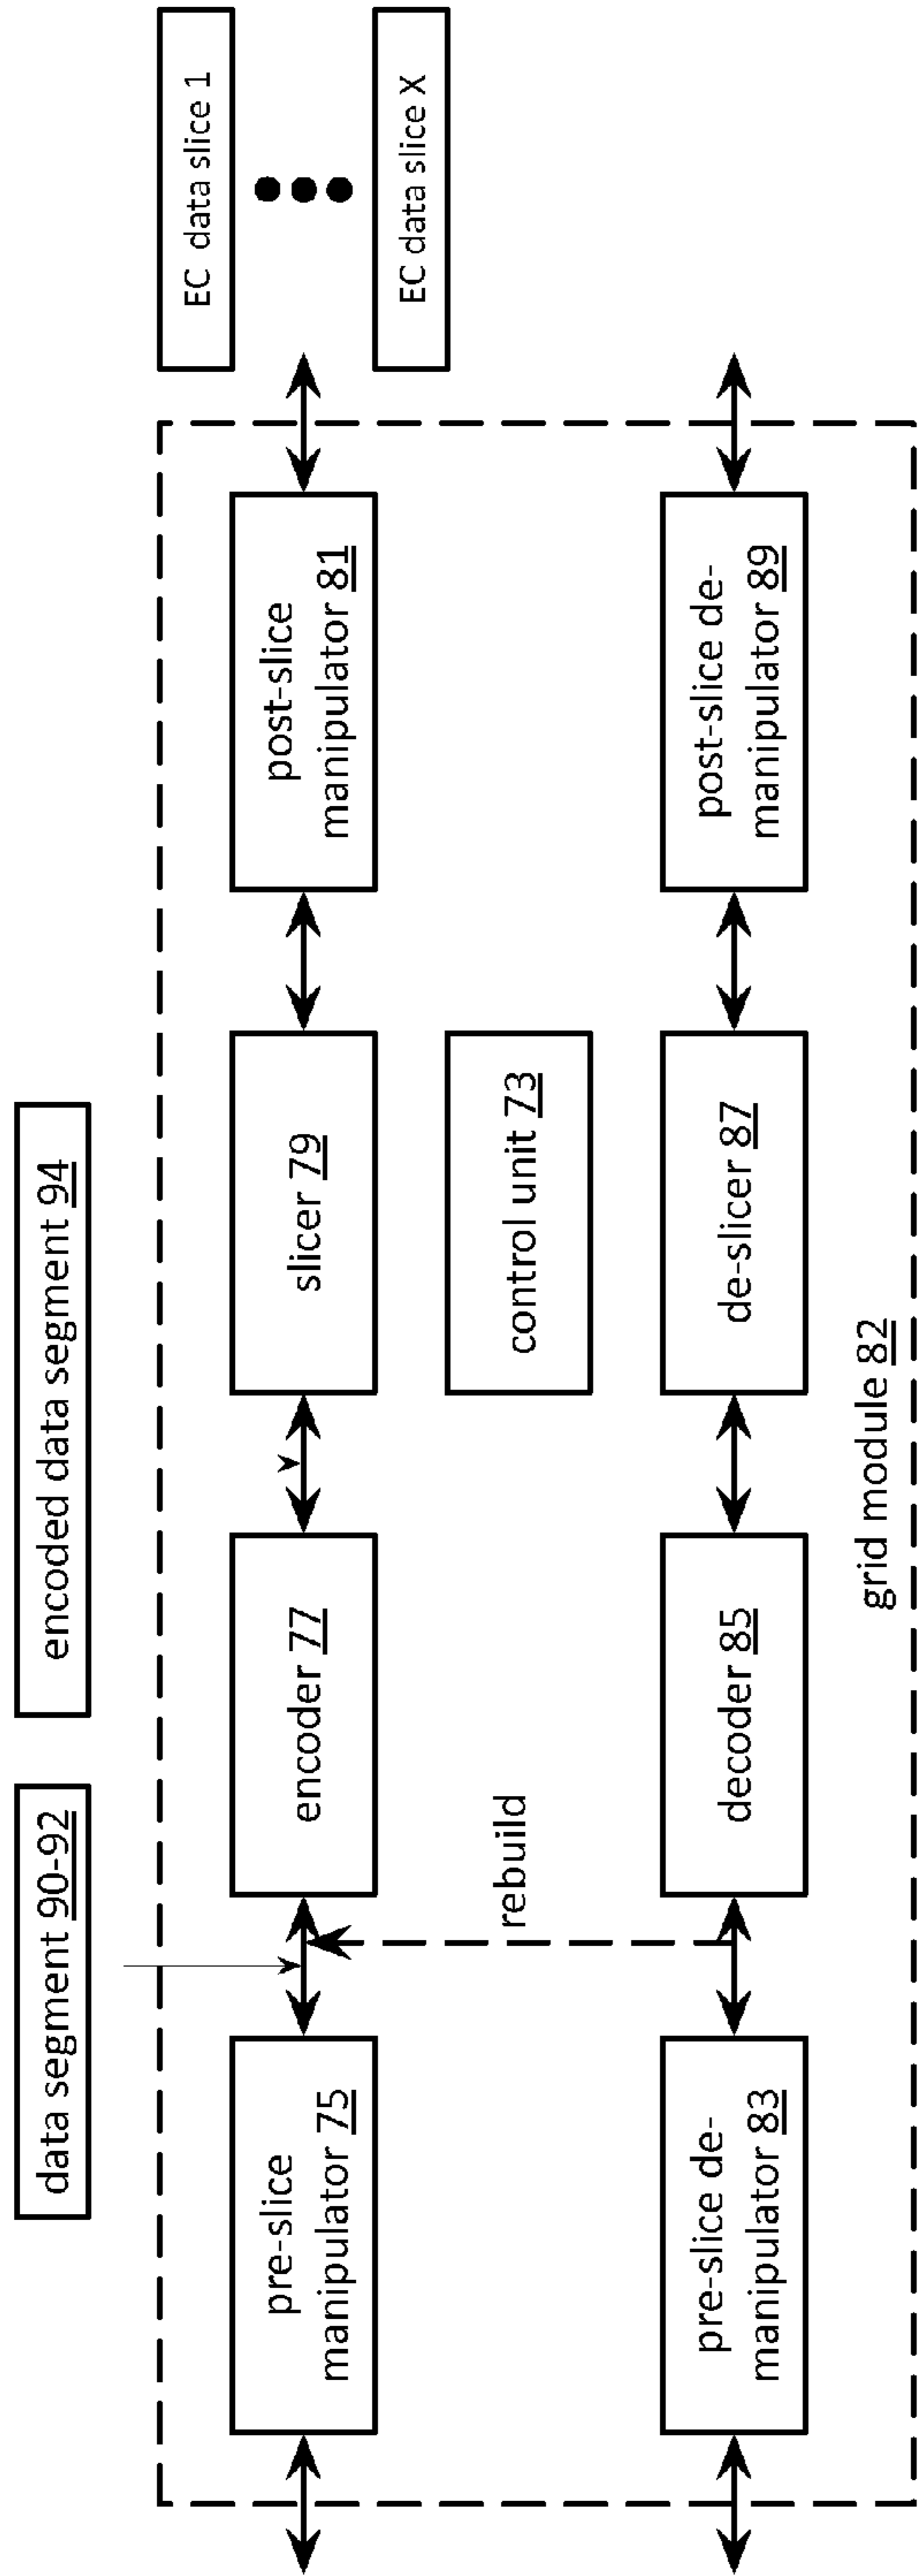 data segment 90-92
encoded data segment 94
EC data slice 1
EC data slice X
pre-slice
manipulator 75
encoder 77
slicer 79
post-slice
manipulator 81
rebuild
control unit 73
pre-slice de-
manipulator 83
decoder 85
de-slicer 87
post-slice de-
manipulator 89
grid module 82